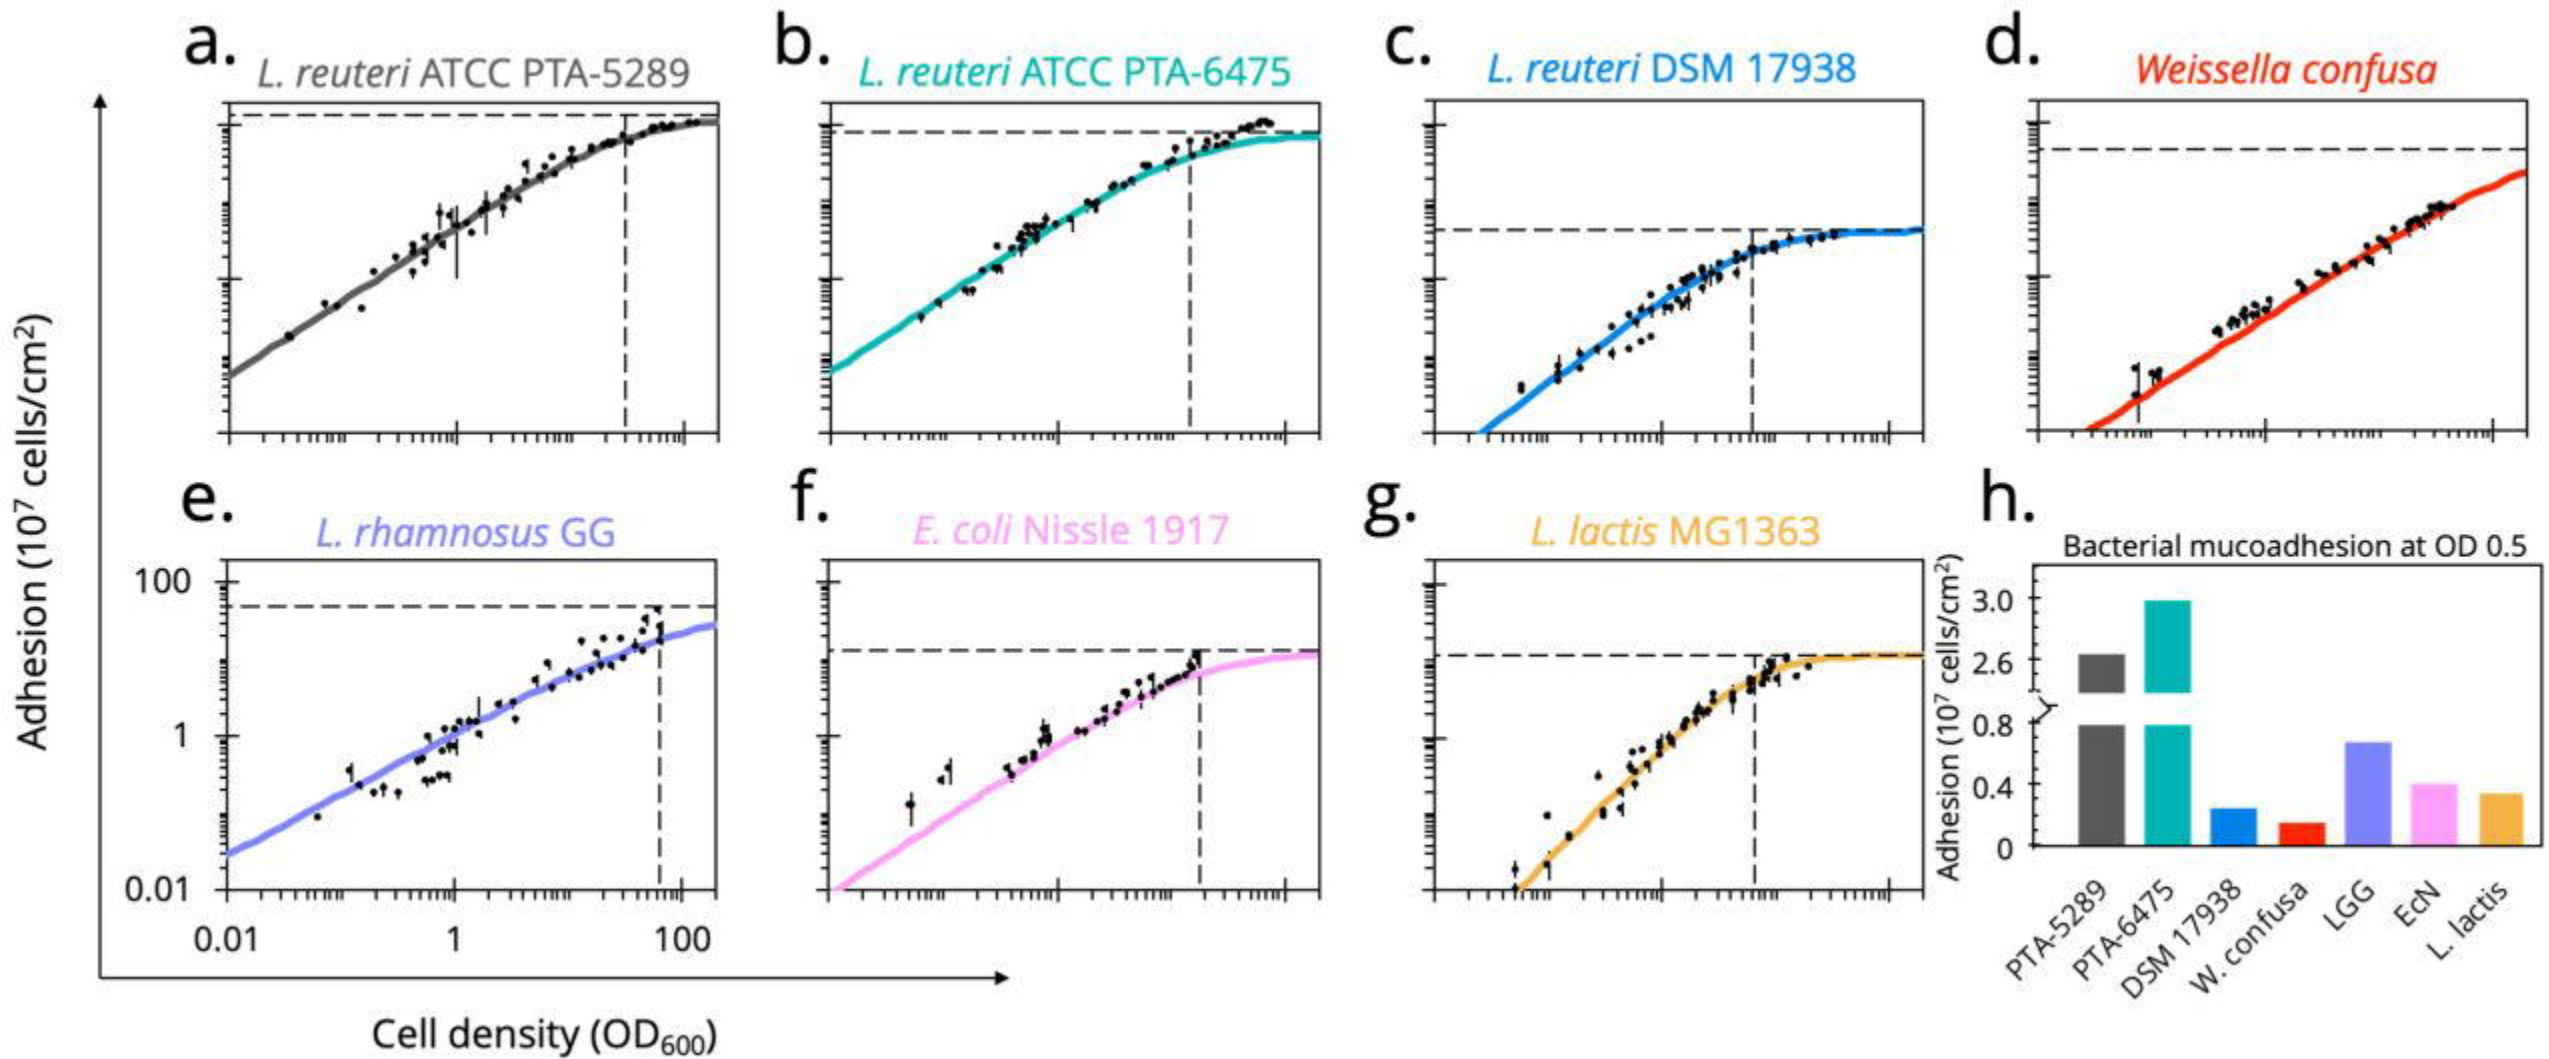 a.
L. reuteri ATCC PTA-5289
b.
L. reuteri ATCC PTA-6475
c.
L. reuteri DSM 17938
d.
Weissella confusa
Adhesion (10⁷ cells/cm²)
e.
L. rhamnosus GG
100
1
0.01
0.01 1 100
f.
E. coli Nissle 1917
g.
L. lactis MG1363
h.
Bacterial mucoadhesion at OD 0.5
Adhesion (10⁷ cells/cm²)
3.0
2.6
0.8
0.4
0
PTA-5289
PTA-6475
DSM 17938
W. confusa
LGG
EcN
L. lactis
Cell density (OD₆₀₀)